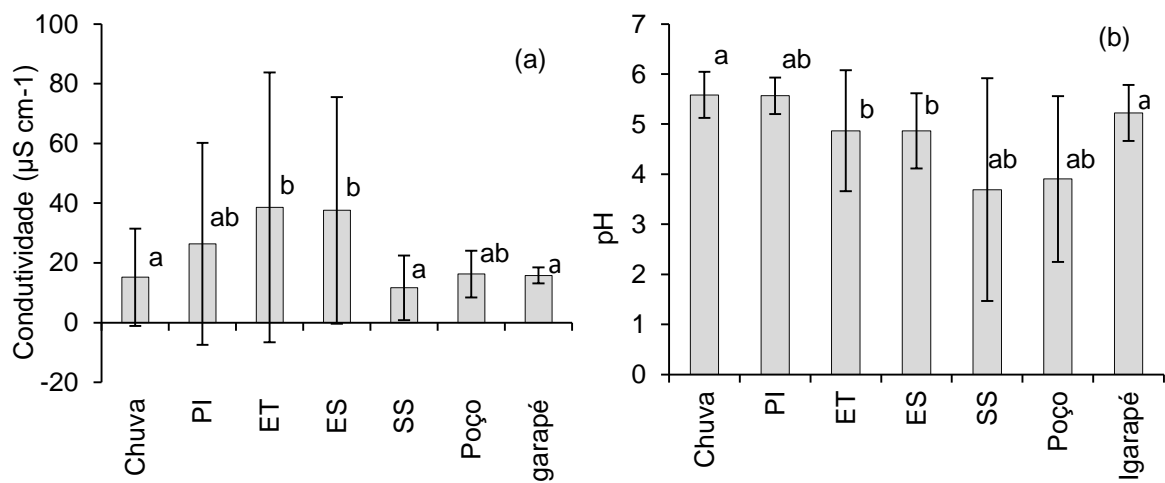 (a)
Condutividade (µS cm-1)
100
80
60
40
20
0
-20
a
ab
b
b
a
ab
a
Chuva
PI
ET
ES
SS
Poço
garapé
(b)
pH
7
6
5
4
3
2
1
0
a
ab
b
b
ab
ab
a
Chuva
PI
ET
ES
SS
Poço
Igarapé